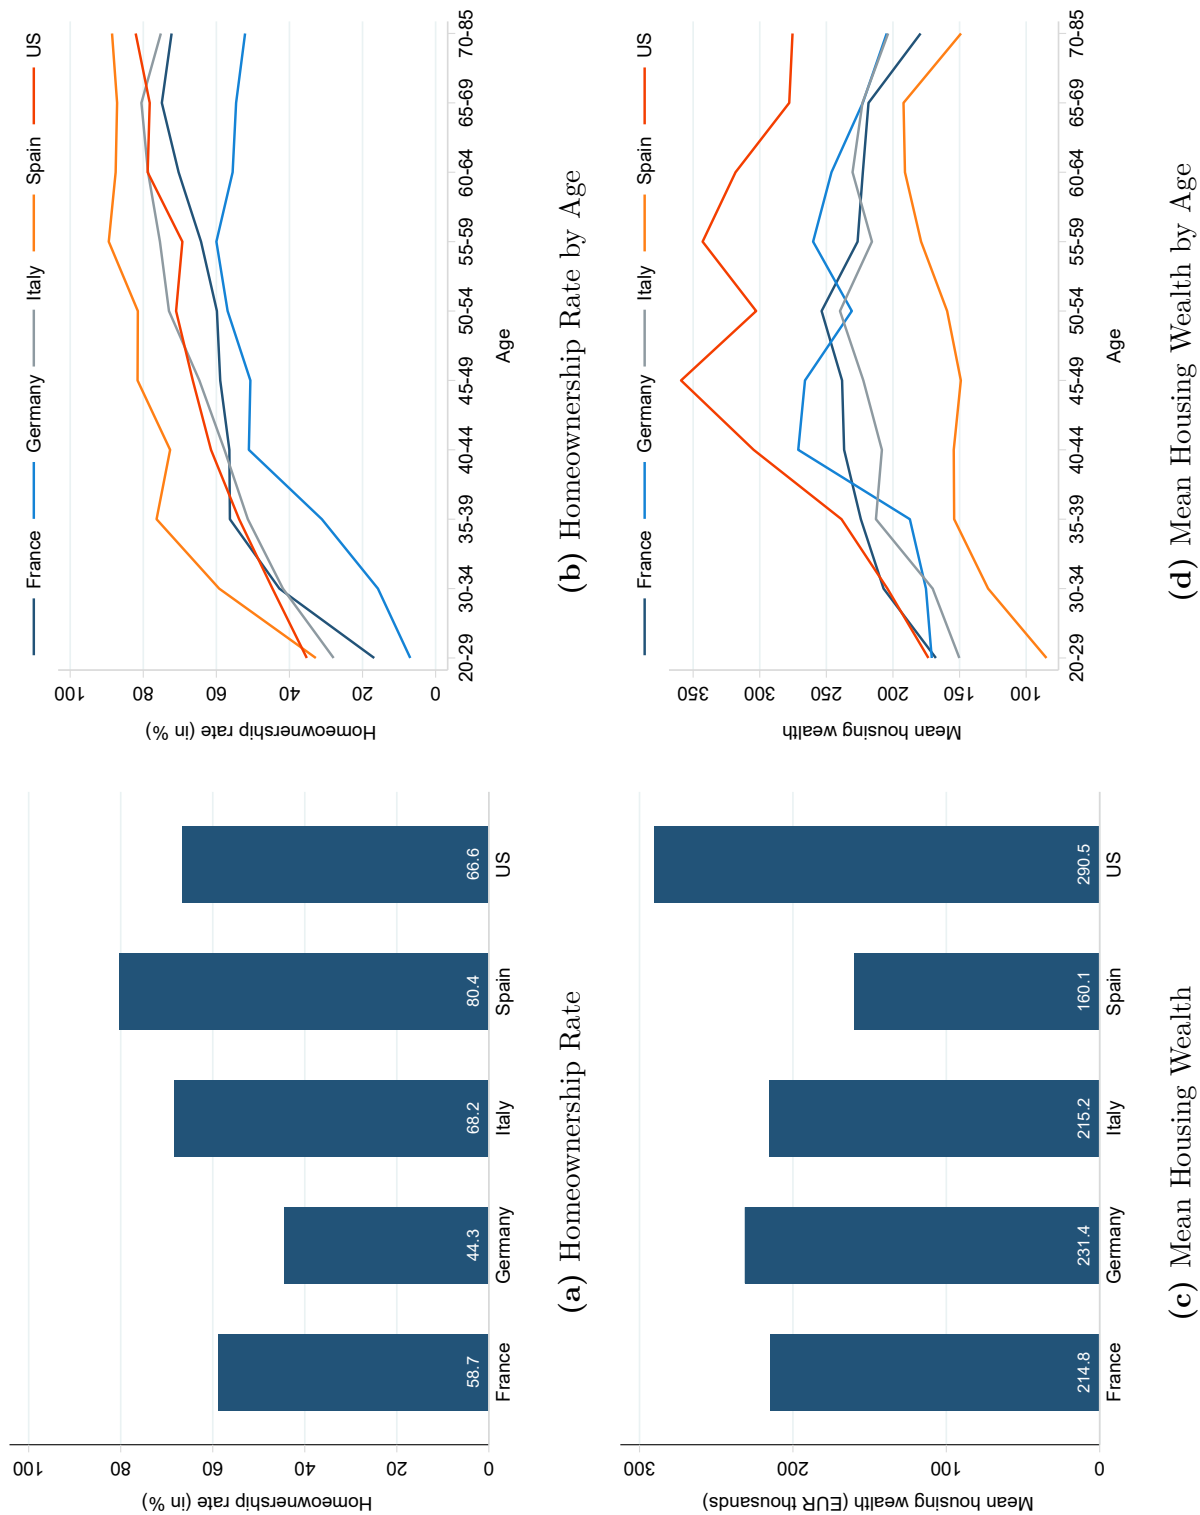 Homeownership rate (in %)
100
80
60
40
20
0
58.7
44.3
68.2
80.4
66.6
France
Germany
Italy
Spain
US
(a) Homeownership Rate
France
Germany
Italy
Spain
US
Homeownership rate (in %)
100
80
60
40
20
0
20-29
30-34
35-39
40-44
45-49
50-54
55-59
60-64
65-69
70-85
Age
(b) Homeownership Rate by Age
Mean housing wealth (EUR thousands)
300
200
100
0
214.8
231.4
215.2
160.1
290.5
France
Germany
Italy
Spain
US
(c) Mean Housing Wealth
France
Germany
Italy
Spain
US
Mean housing wealth
350
300
250
200
150
100
20-29
30-34
35-39
40-44
45-49
50-54
55-59
60-64
65-69
70-85
Age
(d) Mean Housing Wealth by Age